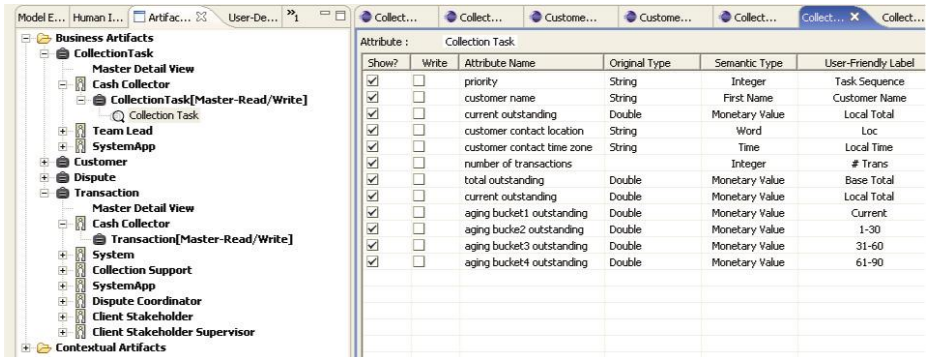 Model E... Human I... Artifac... User-De... »1
Business Artifacts
CollectionTask
Master Detail View
Cash Collector
CollectionTask[Master-Read/Write]
Collection Task
Team Lead
SystemApp
Customer
Dispute
Transaction
Master Detail View
Cash Collector
Transaction[Master-Read/Write]
System
Collection Support
SystemApp
Dispute Coordinator
Client Stakeholder
Client Stakeholder Supervisor
Contextual Artifacts
Collect... Collect... Custome... Custome... Collect... Collect... Collect...
Attribute : Collection Task
Show? Write Attribute Name Original Type Semantic Type User-Friendly Label
priority String Integer Task Sequence
customer name String First Name Customer Name
current outstanding Double Monetary Value Local Total
customer contact location String Word Loc
customer contact time zone String Time Local Time
number of transactions Integer # Trans
total outstanding Double Monetary Value Base Total
current outstanding Double Monetary Value Local Total
aging bucket1 outstanding Double Monetary Value Current
aging bucke2 outstanding Double Monetary Value 1-30
aging bucket3 outstanding Double Monetary Value 31-60
aging bucket4 outstanding Double Monetary Value 61-90